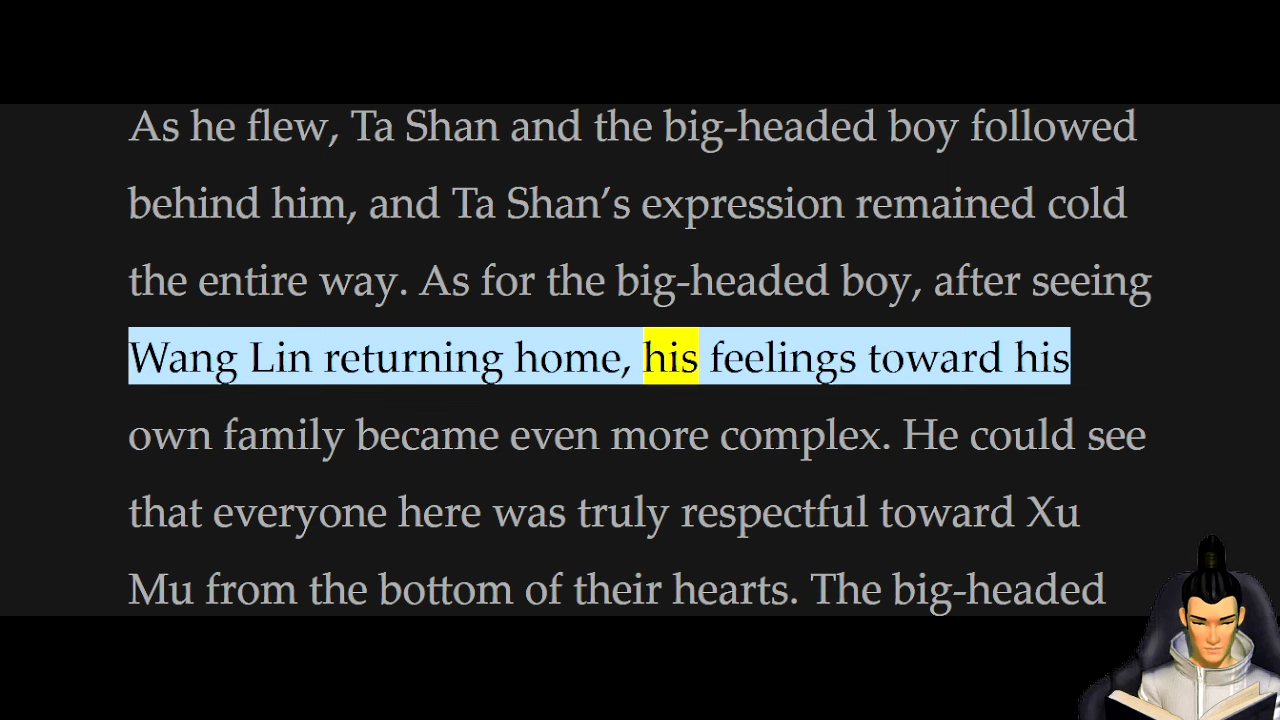 As he flew, Ta Shan and the big-headed boy followed
behind him, and Ta Shan’s expression remained cold
the entire way. As for the big-headed boy, after seeing
Wang Lin returning home, his feelings toward his
own family became even more complex. He could see
that everyone here was truly respectful toward Xu
Mu from the bottom of their hearts. The big-headed